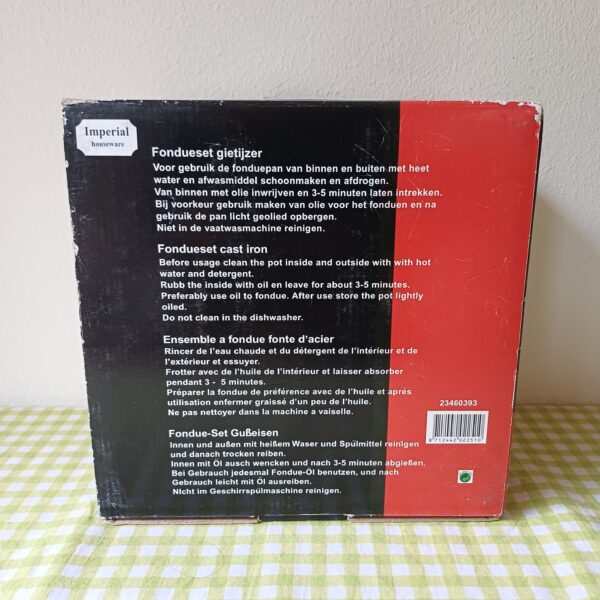 Imperial
houseware
Fondueset gietijzer
Voor gebruik de fonduepan van binnen en buiten met heet
water en afwasmiddel schoonmaken en afdrogen.
Van binnen met olie inwrijven en 3-5 minuten laten intrekken.
Bij voorkeur gebruik maken van olie voor het fonduen en na
gebruik de pan licht geolied opbergen.
Niet in de vaatwasmachine reinigen.
Fondueset cast iron
Before usage clean the pot inside and outside with with hot
water and detergent.
Rubb the inside with oil en leave for about 3-5 minutes.
Preferably use oil to fondue. After use store the pot lightly
oiled.
Do not clean in the dishwasher.
Ensemble a fondue fonte d'acier
Rincer de l'eau chaude et du détergent de l'intérieur et de
l'extérieur et essuyer.
Frotter avec de l'huile de l'intérieur et laisser absorber
pendant 3 - 5 minutes.
Préparer la fondue de préférence avec de l'huile et aprés
utilisation enfermer graissé d'un peu de l'huile.
Ne pas nettoyer dans la machine a vaiselle.
Fondue-Set Gußeisen
Innen und außen mit heißem Waser und Spülmittel reinigen
und danach trocken reiben.
Innen mit Öl ausch wencken und nach 3-5 minuten abgießen.
Bei Gebrauch jedesmal Fondue-Öl benutzen, und nach
Gebrauch leicht mit Öl ausreiben.
Nicht im Geschirrspülmaschine reinigen.
23460393
8 712442 022510